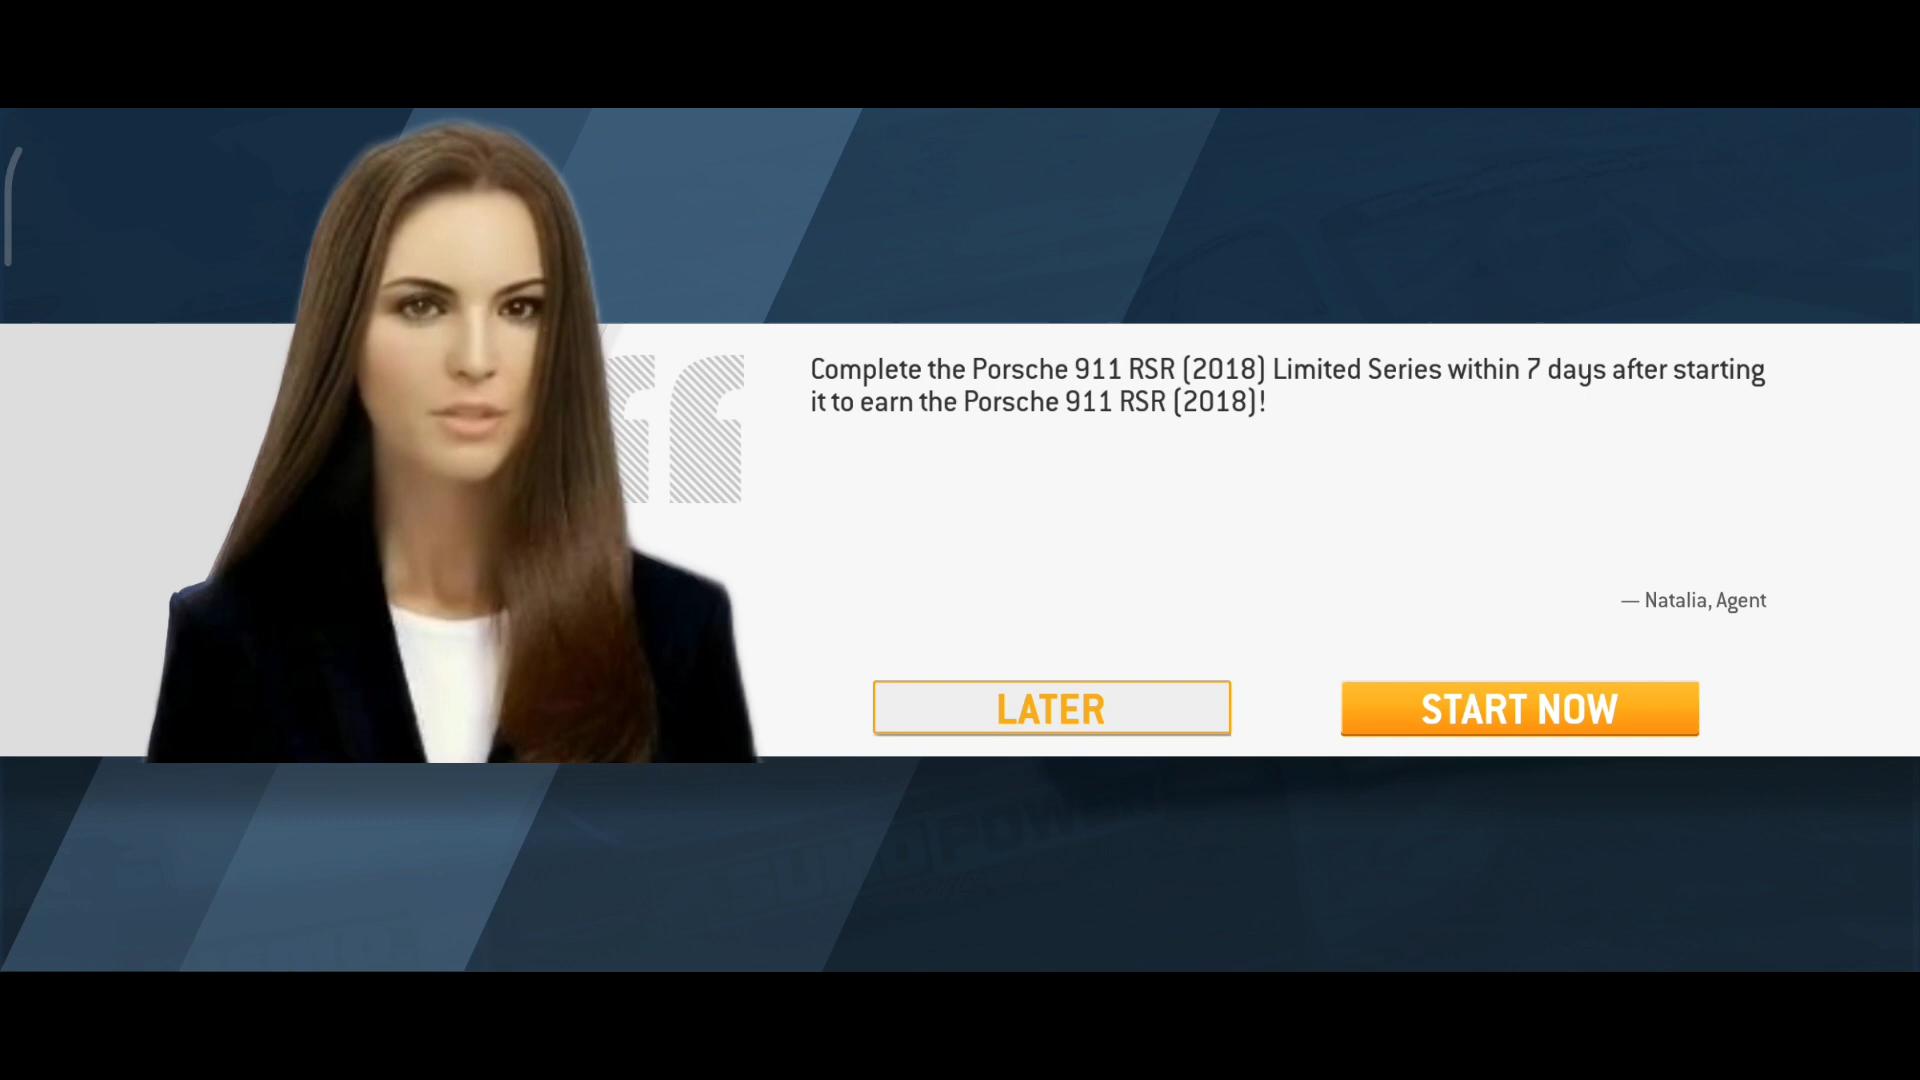 Complete the Porsche 911 RSR (2018) Limited Series within 7 days after starting
it to earn the Porsche 911 RSR (2018)!
— Natalia, Agent
LATER
START NOW